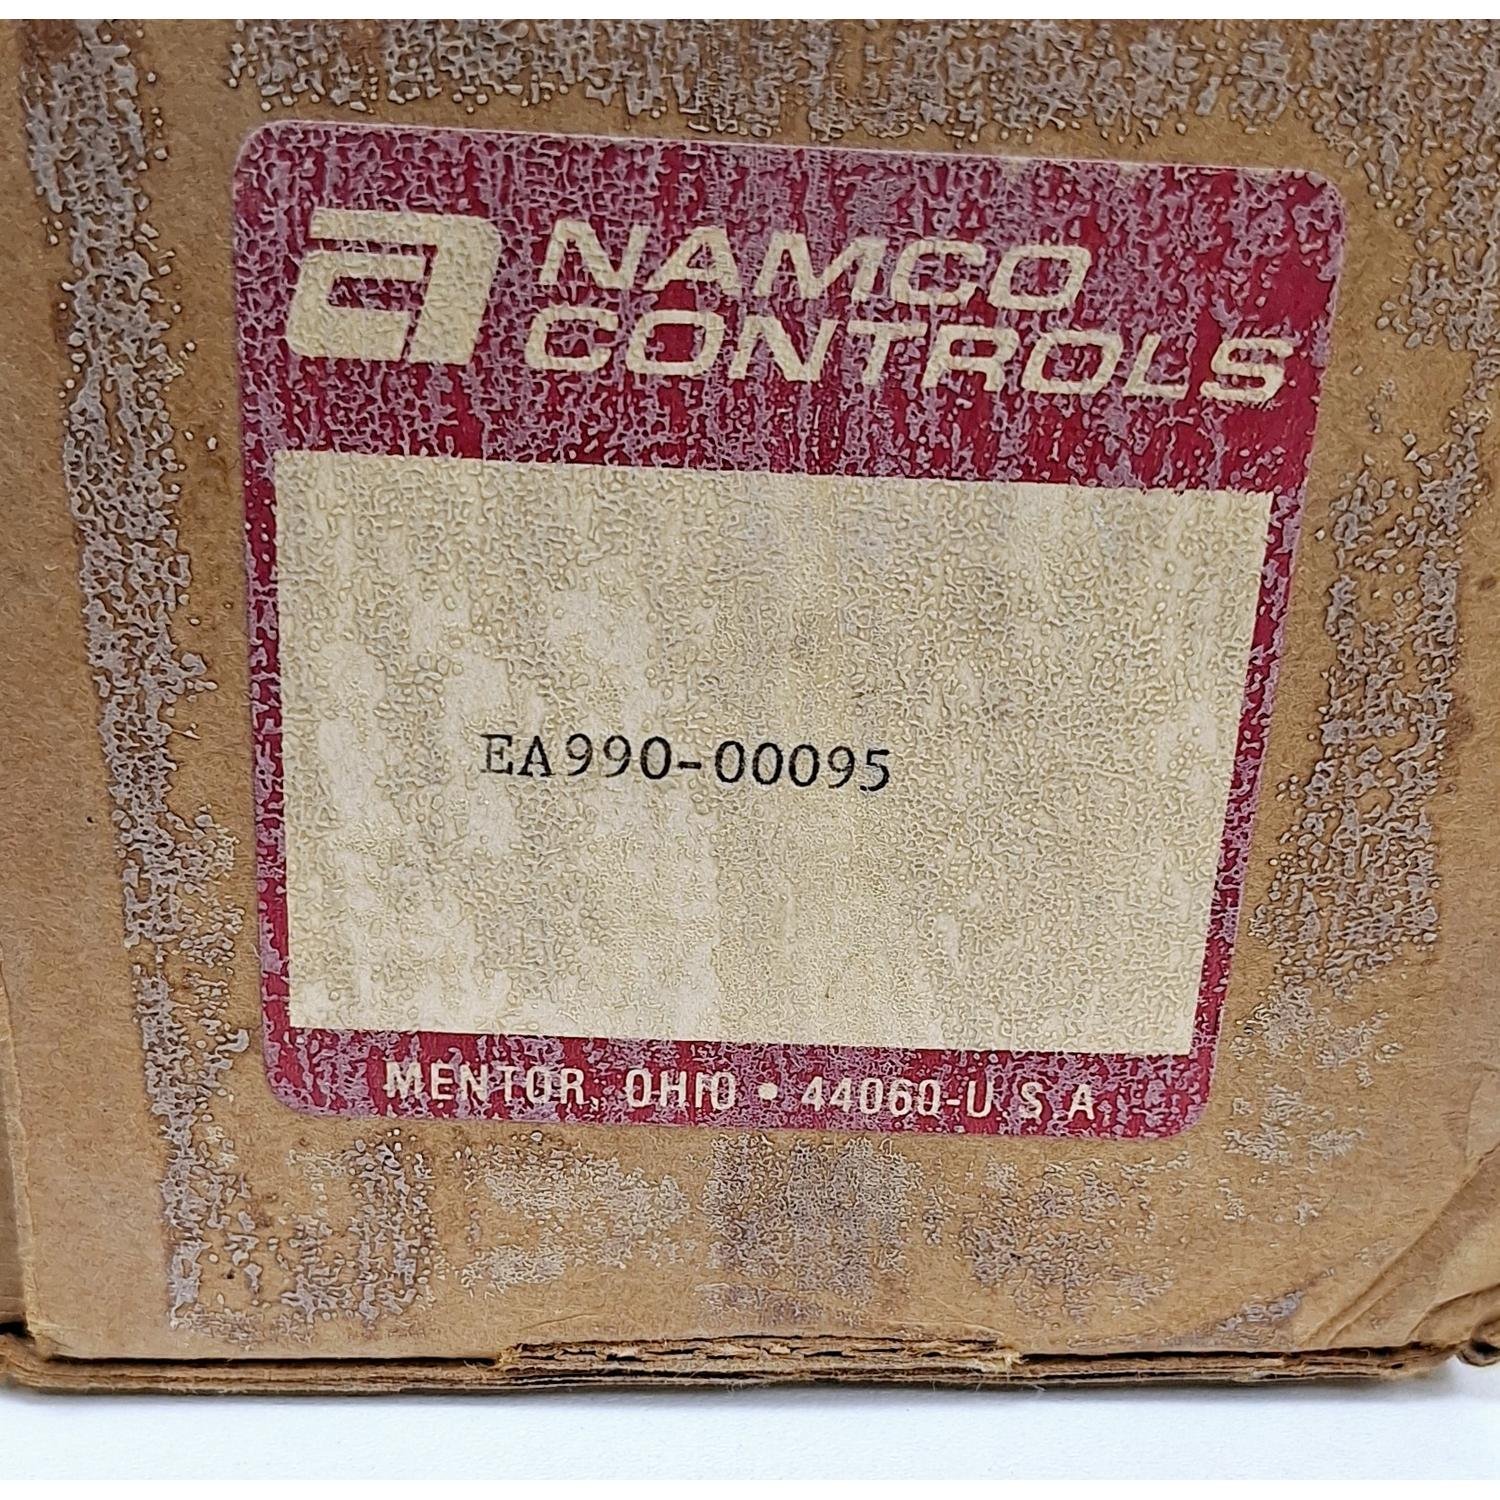 NAMCO
CONTROLS
EA990-00095
MENTOR, OHIO • 44060-U.S.A.